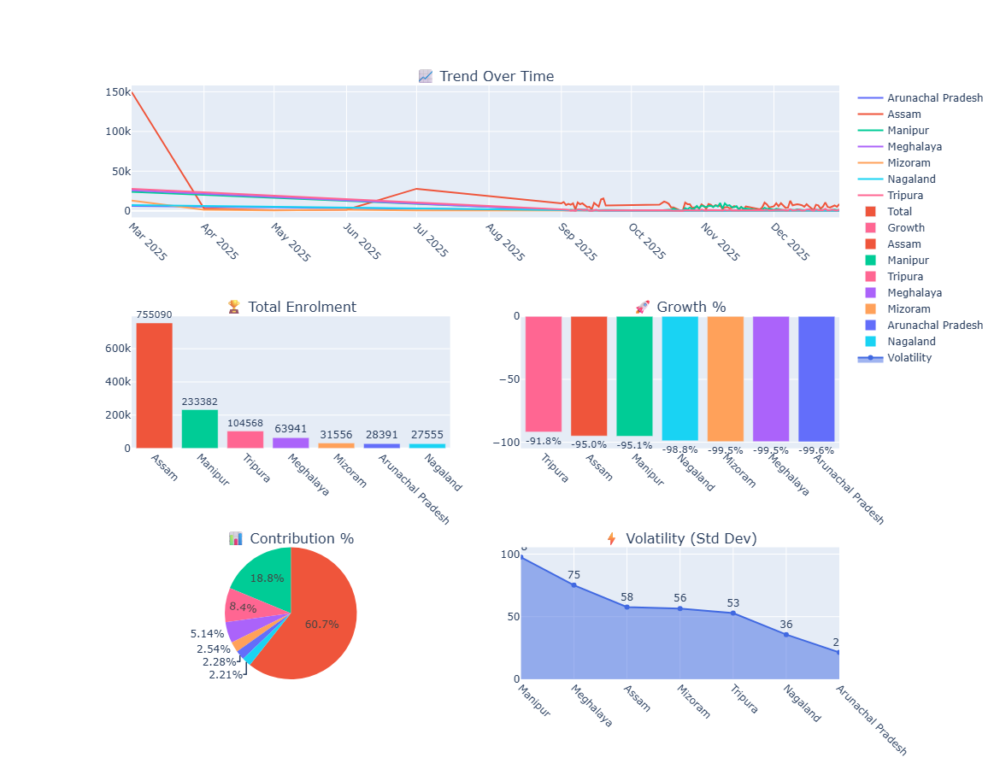 📈 Trend Over Time
150k
100k
50k
0
Mar 2025
Apr 2025
May 2025
Jun 2025
Jul 2025
Aug 2025
Sep 2025
Oct 2025
Nov 2025
Dec 2025
Arunachal Pradesh
Assam
Manipur
Meghalaya
Mizoram
Nagaland
Tripura
Total
Growth
Assam
Manipur
Tripura
Meghalaya
Mizoram
Arunachal Pradesh
Nagaland
Volatility
🏆 Total Enrolment
600k
400k
200k
0
755090
233382
104568
63941
31556
28391
27555
Assam
Manipur
Tripura
Meghalaya
Mizoram
Arunachal Pradesh
Nagaland
🚀 Growth %
0
−50
−100
-91.8%
-95.0%
-95.1%
-98.8%
-99.5%
-99.5%
-99.6%
Tripura
Assam
Manipur
Nagaland
Mizoram
Meghalaya
Arunachal Pradesh
📊 Contribution %
60.7%
18.8%
8.4%
5.14%
2.54%
2.28%
2.21%
⚡ Volatility (Std Dev)
100
50
0
75
58
56
53
36
Manipur
Meghalaya
Assam
Mizoram
Tripura
Nagaland
Arunachal Pradesh